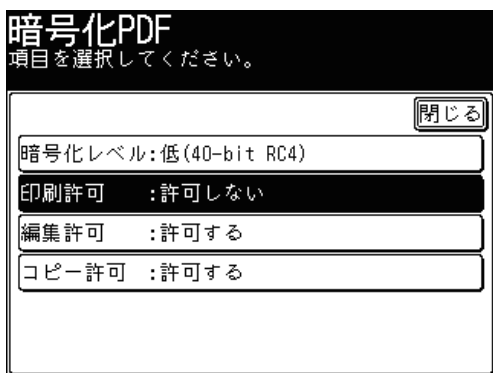 暗号化PDF
項目を選択してください。
閉じる
暗号化レベル:低(40-bit RC4)
印刷許可　:許可しない
編集許可　:許可する
コピー許可 :許可する